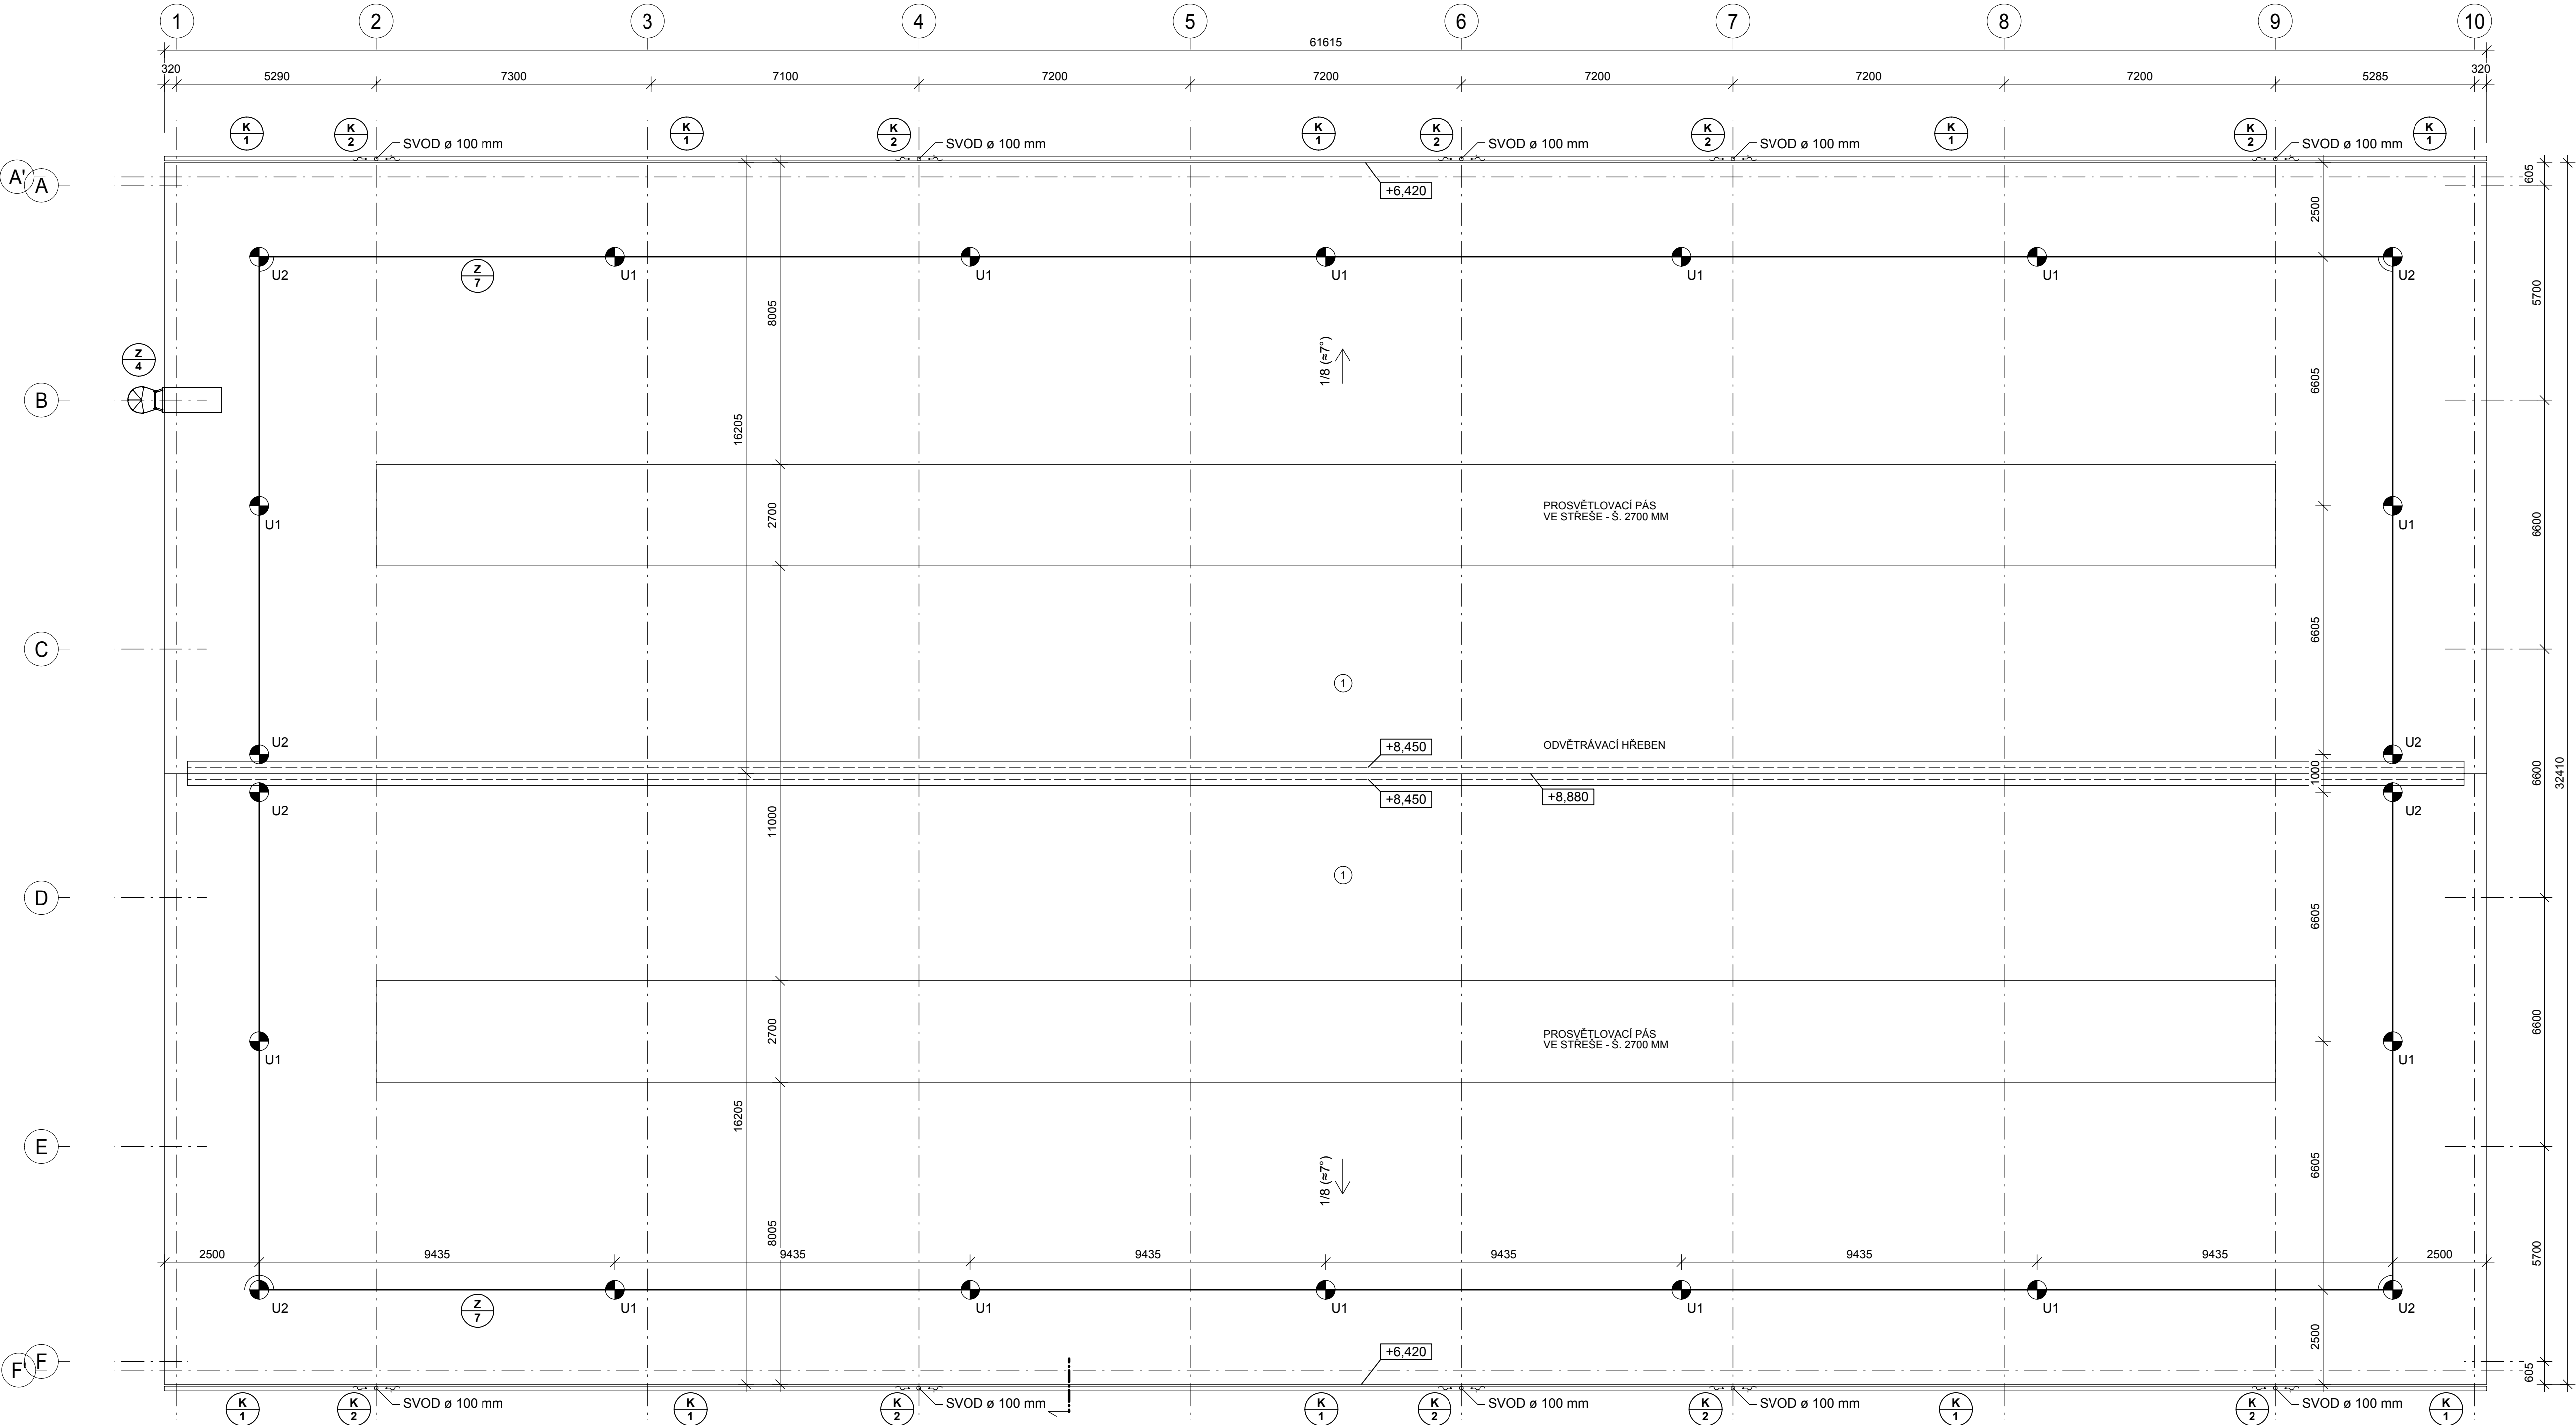 1 2 3 4 5 6 7 8 9 10
61615
320 5290 7300 7100 7200 7200 7200 7200 7200 5285 320
K 1
K 2
SVOD ø 100 mm
K 1
K 2
SVOD ø 100 mm
K 1
K 2
SVOD ø 100 mm
K 2
SVOD ø 100 mm
K 1
K 2
SVOD ø 100 mm
K 1
A' A
+6,420
605
2500
U2
Z 7
U1
U1
U1
U1
U1
U2
8005
5700
1/8 (≈7°)
Z 4
B
16205
6605
U1
2700
PROSVĚTLOVACÍ PÁS
VE STŘEŠE - Š. 2700 MM
U1
6600
C
6605
1
U2
+8,450
ODVĚTRÁVACÍ HŘEBEN
U2
1000
6600
32410
U2
+8,450
+8,880
U2
11000
1
D
6605
U1
2700
PROSVĚTLOVACÍ PÁS
VE STŘEŠE - Š. 2700 MM
U1
6600
16205
E
1/8 (≈7°)
6605
8005
2500 9435 9435 9435 9435 9435 9435 2500
5700
U2
Z 7
U1
U1
U1
U1
U1
U2
2500
+6,420
F' F
605
K 1
K 2
SVOD ø 100 mm
K 1
K 2
SVOD ø 100 mm
K 1
K 2
SVOD ø 100 mm
K 2
SVOD ø 100 mm
K 1
K 2
SVOD ø 100 mm
K 1